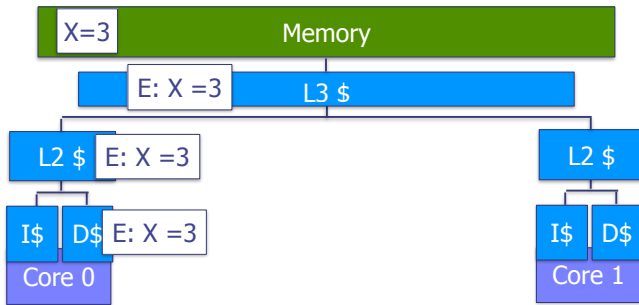 X=3
Memory
E: X =3
L3 $
L2 $
E: X =3
L2 $
I$
D$
E: X =3
I$
D$
Core 0
Core 1